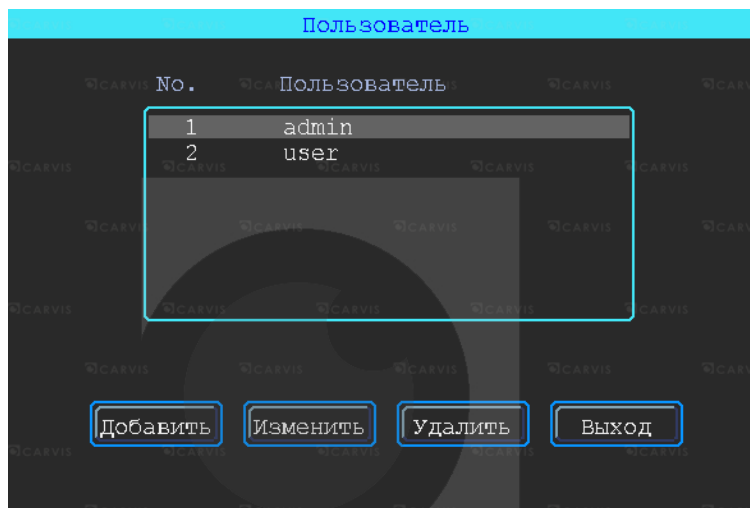 Пользователь
No. Пользователь
1 admin
2 user
Добавить Изменить Удалить Выход